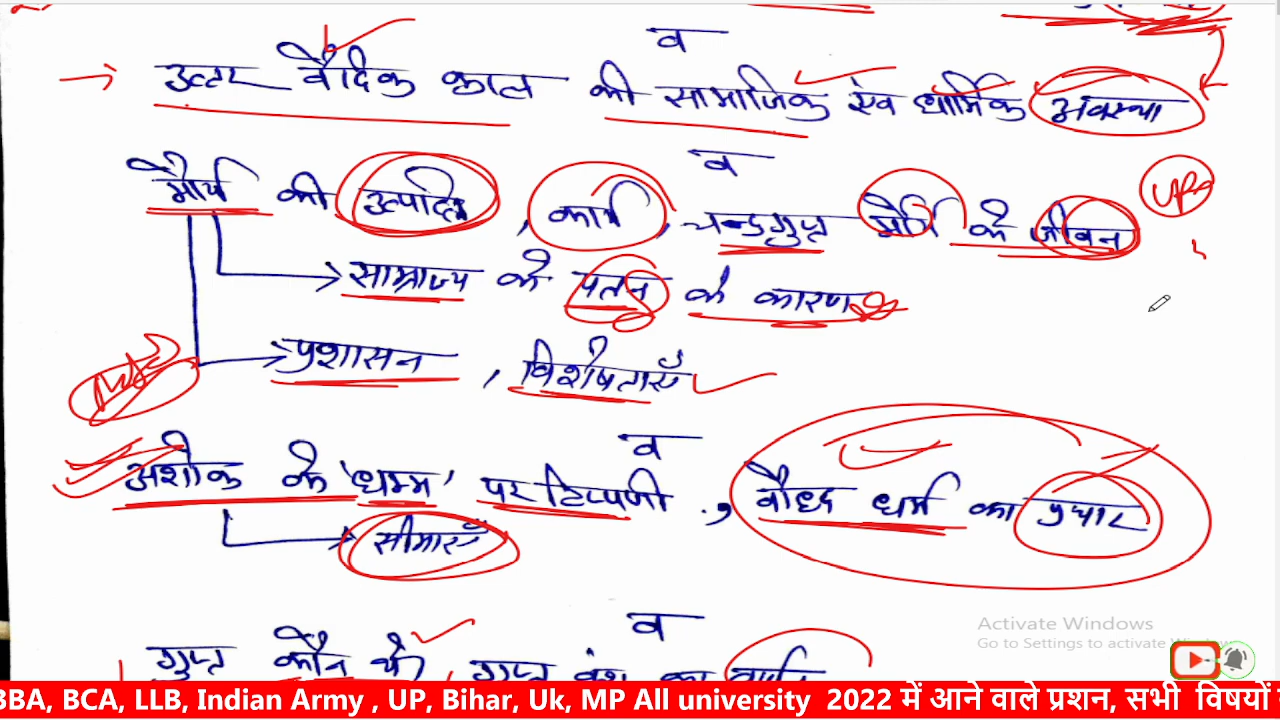 व
→ उत्तर वैदिक काल की सामाजिक एंव धार्मिक अवस्था
व
मौर्य की उत्पत्ति, कार्य, चन्द्रगुप्त मौर्य के जीवन
UP
साम्राज्य के पतन के कारण
प्रशासन, विशेषताएँ
व
अशोक के 'धम्म' पर टिप्पणी, बौध्द धर्म का प्रचार
सीमाएँ
व
गुप्त कौन थे, गुप्त वंश का
Activate Windows
Go to Settings to activate Windows.
BBA, BCA, LLB, Indian Army , UP, Bihar, Uk, MP All university 2022 में आने वाले प्रशन, सभी विषयों